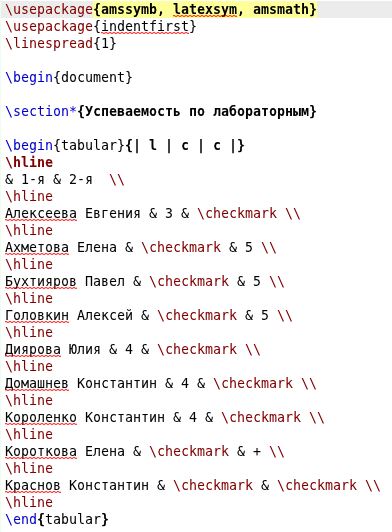 \usepackage{amssymb, latexsym, amsmath}
\usepackage{indentfirst}
\linespread{1}
\begin{document}
\section*{Успеваемость по лабораторным}
\begin{tabular}{| l | c | c |}
\hline
& 1-я & 2-я  \\
\hline
Алексеева Евгения & 3 & \checkmark \\
\hline
Ахметова Елена & \checkmark & 5 \\
\hline
Бухтияров Павел & \checkmark & 5 \\
\hline
Головкин Алексей & \checkmark & 5 \\
\hline
Диярова Юлия & 4 & \checkmark \\
\hline
Домашнев Константин & 4 & \checkmark \\
\hline
Короленко Константин & 4 & \checkmark \\
\hline
Короткова Елена & \checkmark & + \\
\hline
Краснов Константин & \checkmark & \checkmark \\
\hline
\end{tabular}